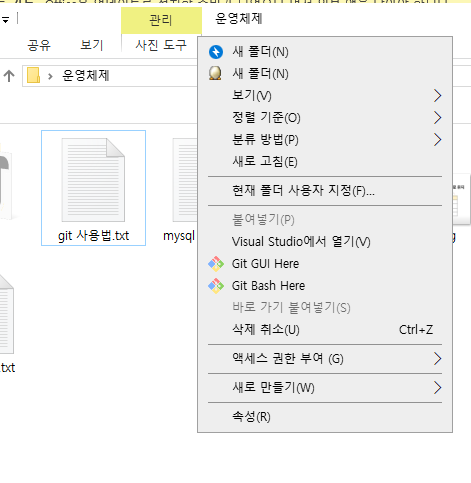 관리
운영체제
공유
보기
사진 도구
운영체제
git 사용법.txt
mysql
.txt
새 폴더(N)
새 폴더(N)
보기(V)
정렬 기준(O)
분류 방법(P)
새로 고침(E)
현재 폴더 사용자 지정(F)...
붙여넣기(P)
Visual Studio에서 열기(V)
Git GUI Here
Git Bash Here
바로 가기 붙여넣기(S)
삭제 취소(U) Ctrl+Z
액세스 권한 부여 (G)
새로 만들기(W)
속성(R)